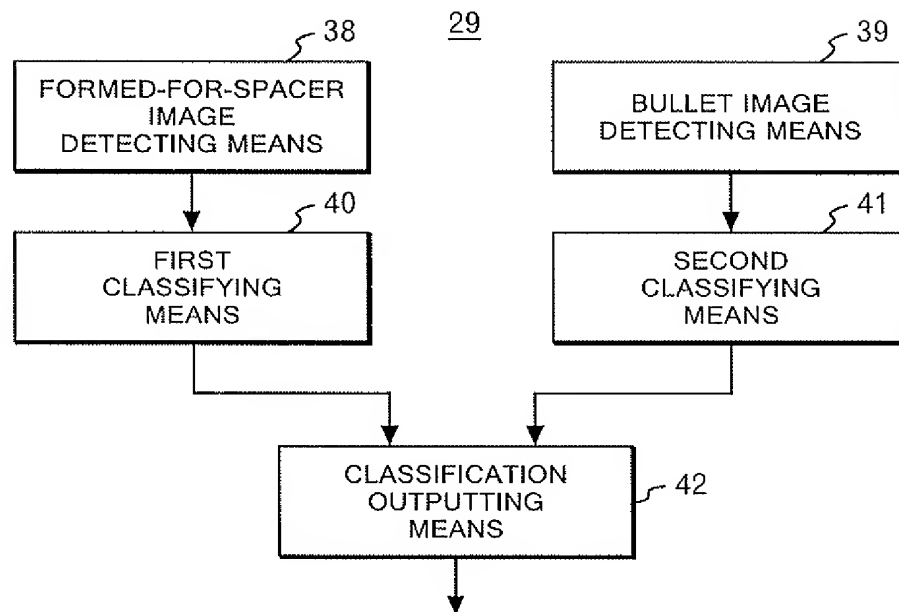 29
38
FORMED-FOR-SPACER
IMAGE
DETECTING MEANS
39
BULLET IMAGE
DETECTING MEANS
40
FIRST
CLASSIFYING
MEANS
41
SECOND
CLASSIFYING
MEANS
CLASSIFICATION
OUTPUTTING
MEANS
42